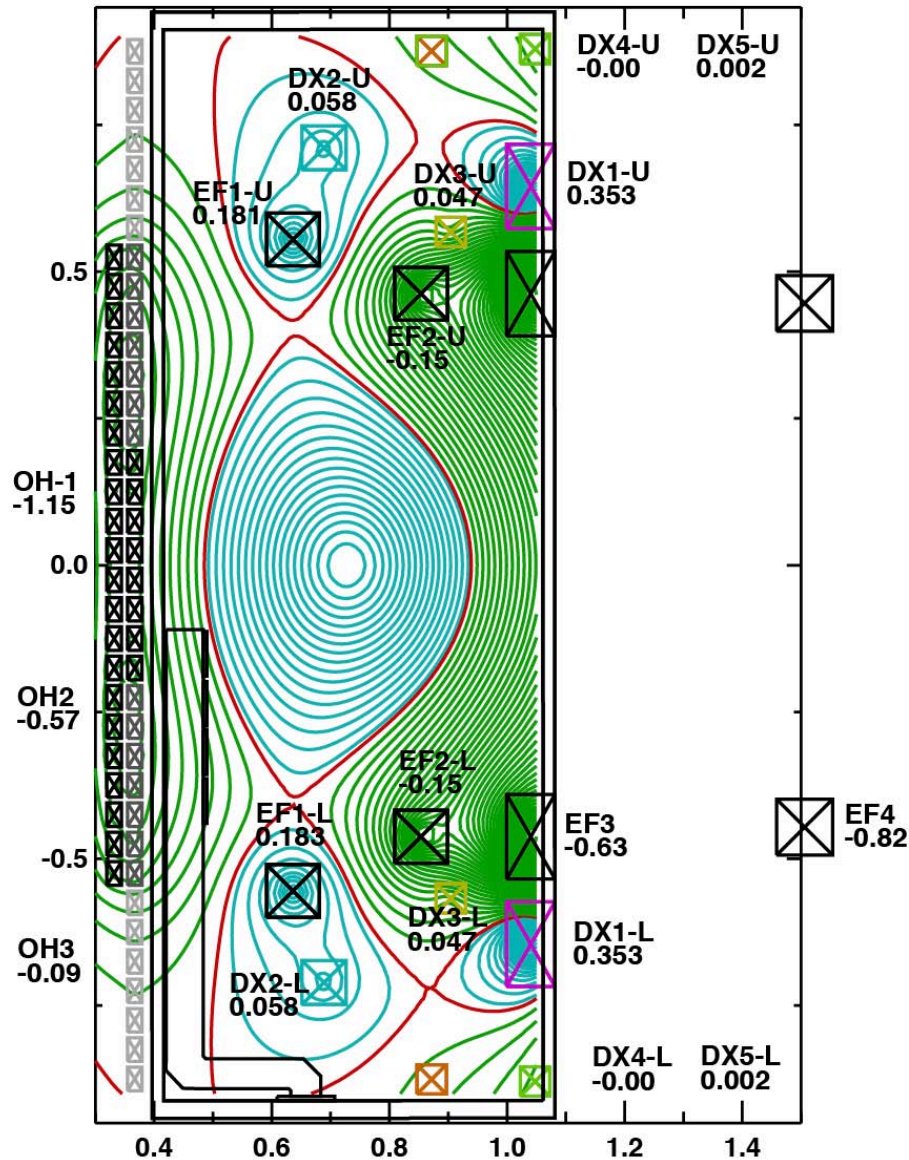 DX4-U
-0.00
DX5-U
0.002
DX2-U
0.058
DX3-U
0.047
DX1-U
0.353
EF1-U
0.181
0.5
EF2-U
-0.15
OH-1
-1.15
0.0
OH2
-0.57
EF2-L
-0.15
EF1-L
0.183
EF3
-0.63
EF4
-0.82
-0.5
DX3-L
0.047
DX1-L
0.353
OH3
-0.09
DX2-L
0.058
DX4-L
-0.00
DX5-L
0.002
0.4
0.6
0.8
1.0
1.2
1.4